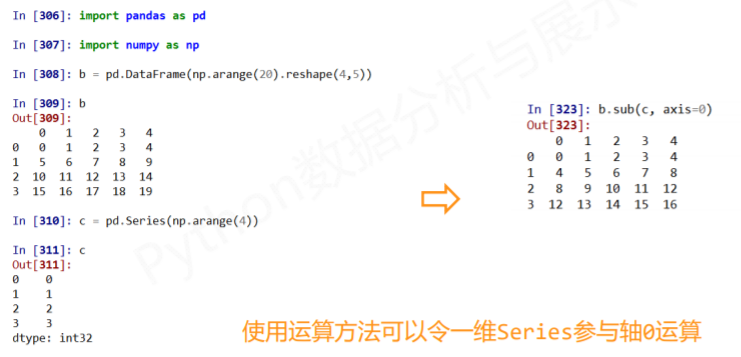 In [306]: import pandas as pd
In [307]: import numpy as np
In [308]: b = pd.DataFrame(np.arange(20).reshape(4,5))
In [309]: b
Out[309]:
    0   1   2   3   4
0   0   1   2   3   4
1   5   6   7   8   9
2  10  11  12  13  14
3  15  16  17  18  19
In [310]: c = pd.Series(np.arange(4))
In [311]: c
Out[311]:
0    0
1    1
2    2
3    3
dtype: int32
In [323]: b.sub(c, axis=0)
Out[323]:
    0   1   2   3   4
0   0   1   2   3   4
1   4   5   6   7   8
2   8   9  10  11  12
3  12  13  14  15  16
使用运算方法可以令一维Series参与轴0运算
Python数据分析与展示